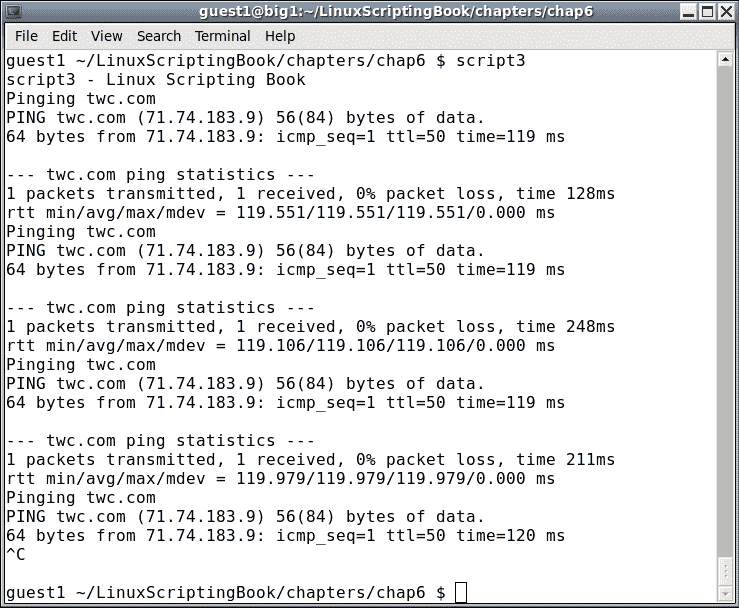 guest1@big1:~/LinuxScriptingBook/chapters/chap6
File Edit View Search Terminal Help
guest1 ~/LinuxScriptingBook/chapters/chap6 $ script3
script3 - Linux Scripting Book
Pinging twc.com
PING twc.com (71.74.183.9) 56(84) bytes of data.
64 bytes from 71.74.183.9: icmp_seq=1 ttl=50 time=119 ms
--- twc.com ping statistics ---
1 packets transmitted, 1 received, 0% packet loss, time 128ms
rtt min/avg/max/mdev = 119.551/119.551/119.551/0.000 ms
Pinging twc.com
PING twc.com (71.74.183.9) 56(84) bytes of data.
64 bytes from 71.74.183.9: icmp_seq=1 ttl=50 time=119 ms
--- twc.com ping statistics ---
1 packets transmitted, 1 received, 0% packet loss, time 248ms
rtt min/avg/max/mdev = 119.106/119.106/119.106/0.000 ms
Pinging twc.com
PING twc.com (71.74.183.9) 56(84) bytes of data.
64 bytes from 71.74.183.9: icmp_seq=1 ttl=50 time=119 ms
--- twc.com ping statistics ---
1 packets transmitted, 1 received, 0% packet loss, time 211ms
rtt min/avg/max/mdev = 119.979/119.979/119.979/0.000 ms
Pinging twc.com
PING twc.com (71.74.183.9) 56(84) bytes of data.
64 bytes from 71.74.183.9: icmp_seq=1 ttl=50 time=120 ms
^C
guest1 ~/LinuxScriptingBook/chapters/chap6 $